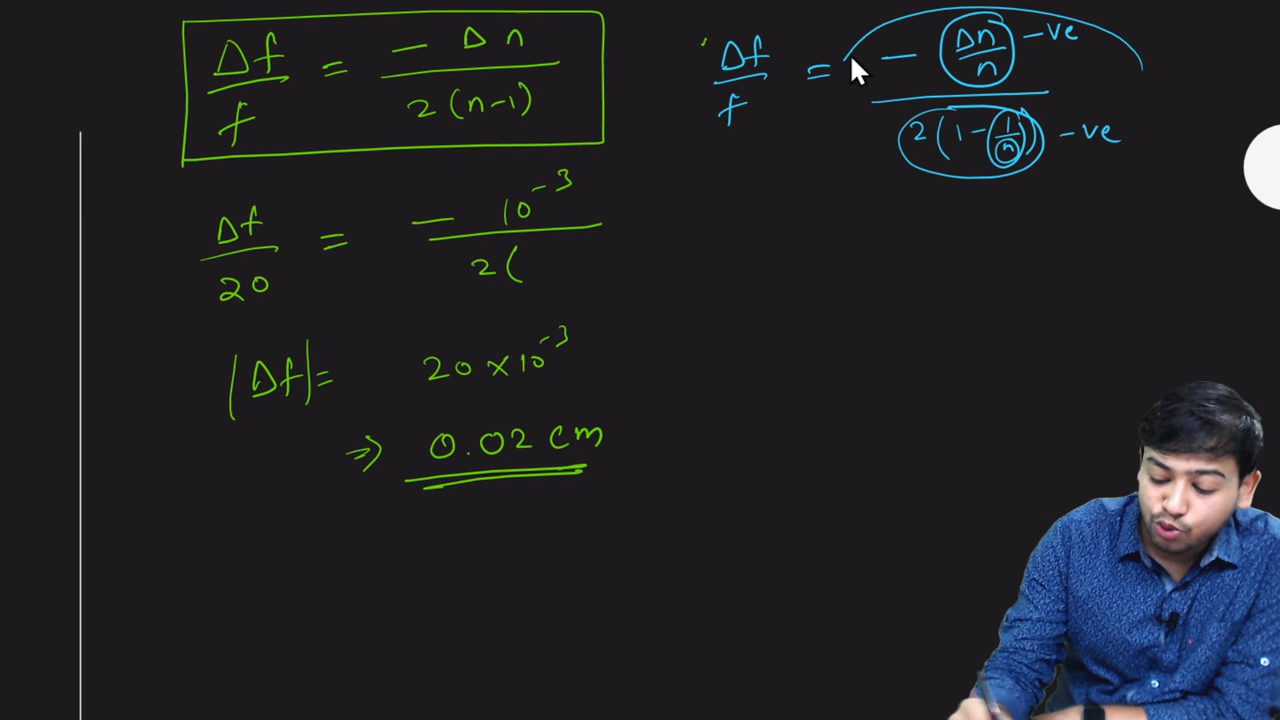 Δf/f = − Δn / 2(n−1)
Δf/20 = − 10⁻³ / 2(
|Δf| = 20 × 10⁻³
⇒ 0.02 cm
Δf/f = − (Δn/n) −ve / 2(1 − 1/n) −ve